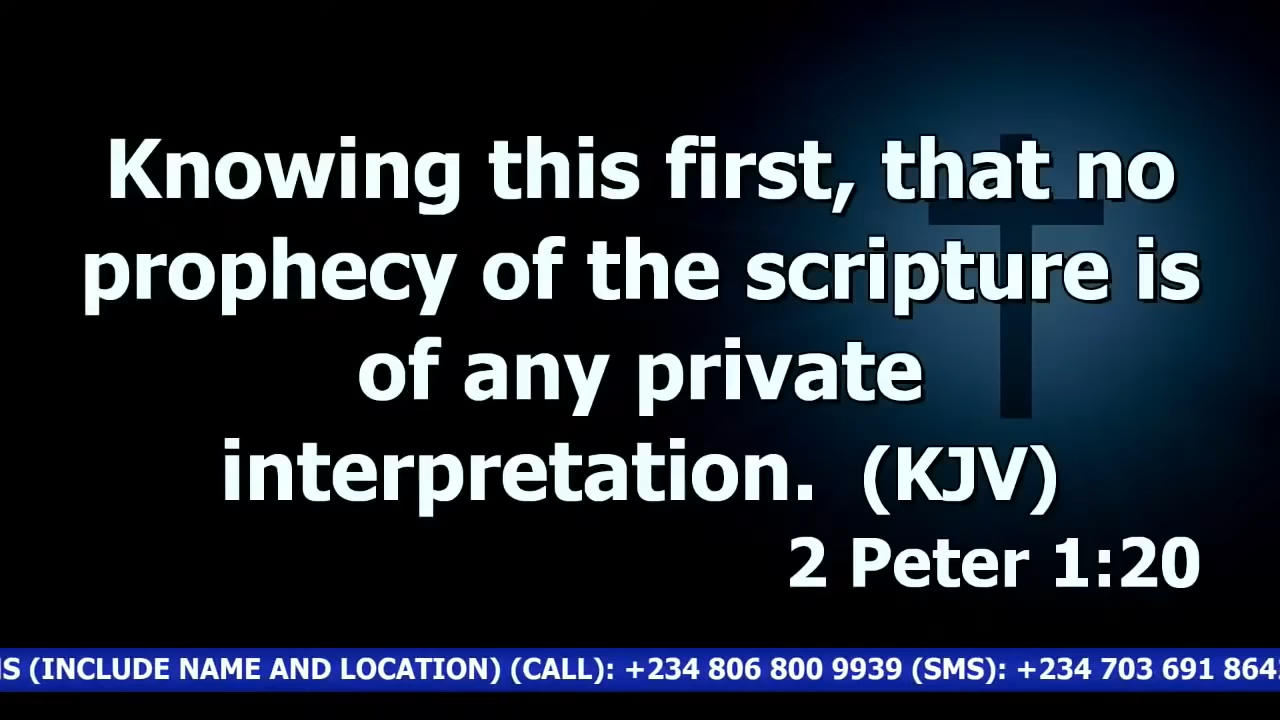 Knowing this first, that no
prophecy of the scripture is
of any private
interpretation. (KJV)
2 Peter 1:20
(INCLUDE NAME AND LOCATION) (CALL): +234 806 800 9939 (SMS): +234 703 691 864